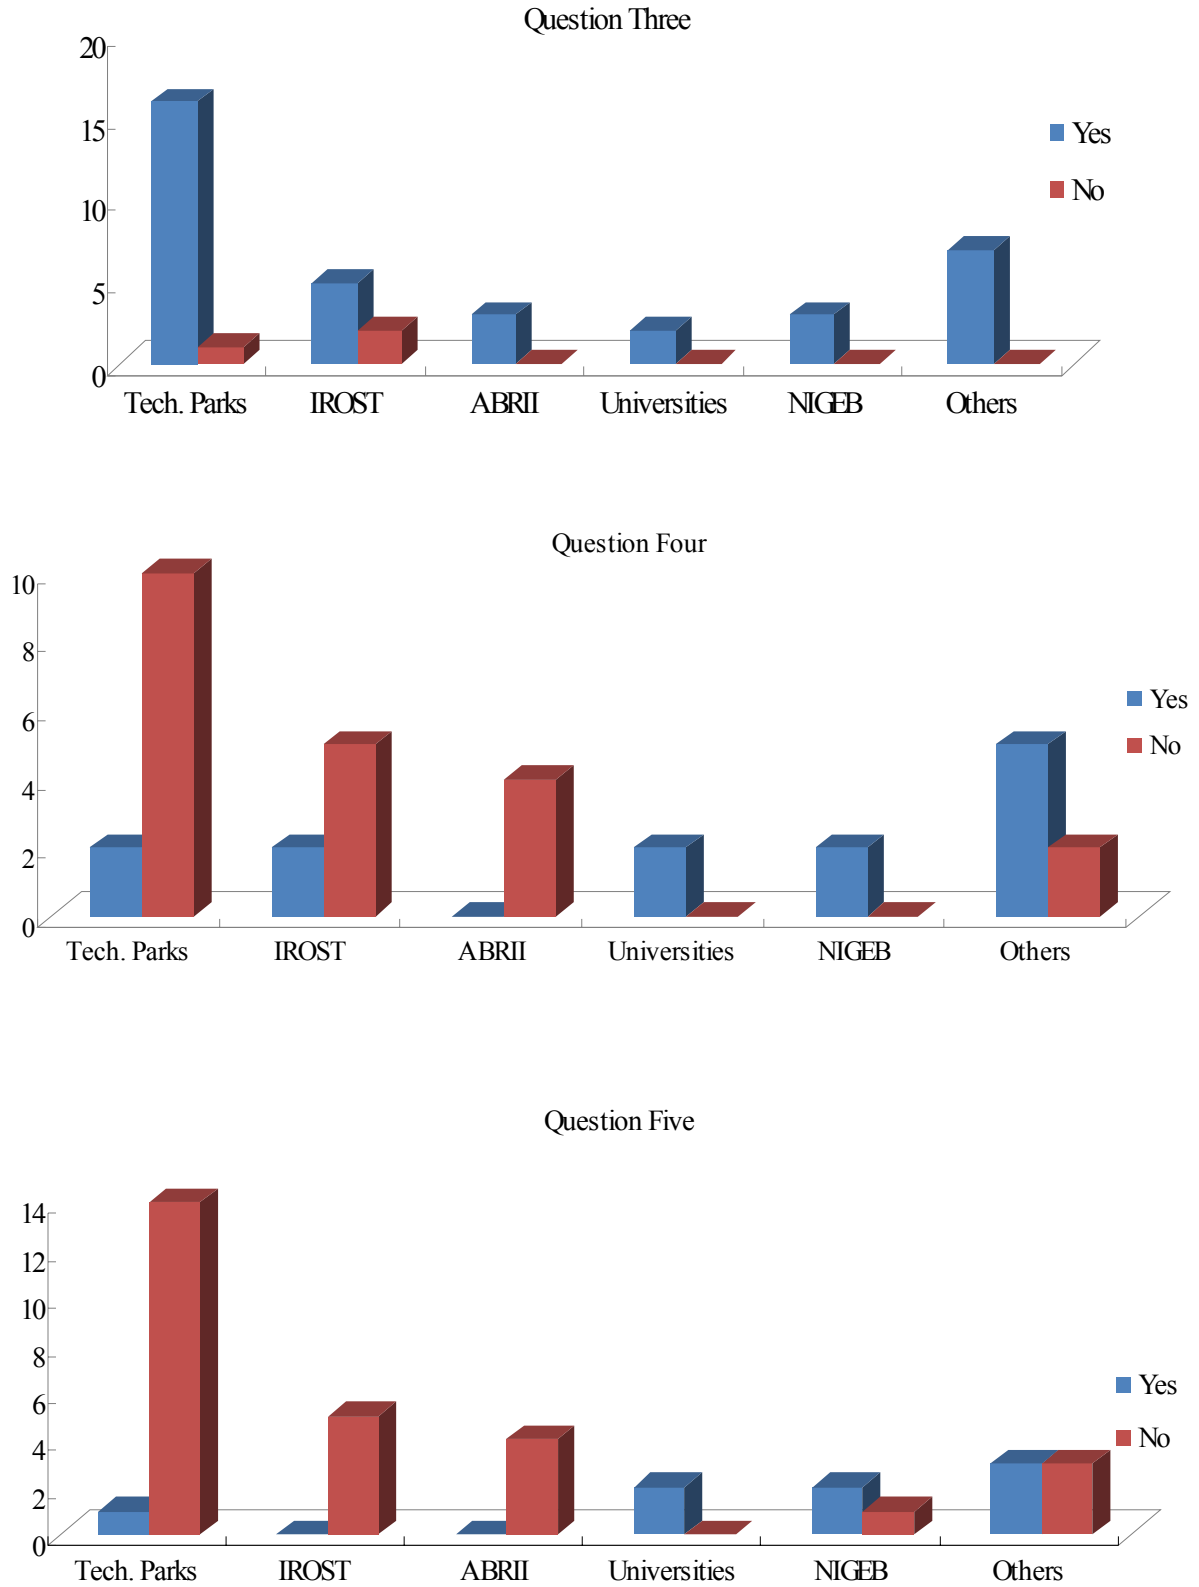 Question Three
20
15
10
5
0
Yes
No
Tech. Parks IROST ABRII Universities NIGEB Others
Question Four
10
8
6
4
2
0
Yes
No
Tech. Parks IROST ABRII Universities NIGEB Others
Question Five
14
12
10
8
6
4
2
0
Yes
No
Tech. Parks IROST ABRII Universities NIGEB Others